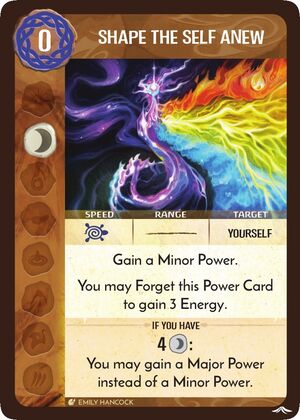 0
SHAPE THE SELF ANEW
SPEED RANGE TARGET
YOURSELF
Gain a Minor Power.
You may Forget this Power Card
to gain 3 Energy.
IF YOU HAVE
4 :
You may gain a Major Power
instead of a Minor Power.
EMILY HANCOCK